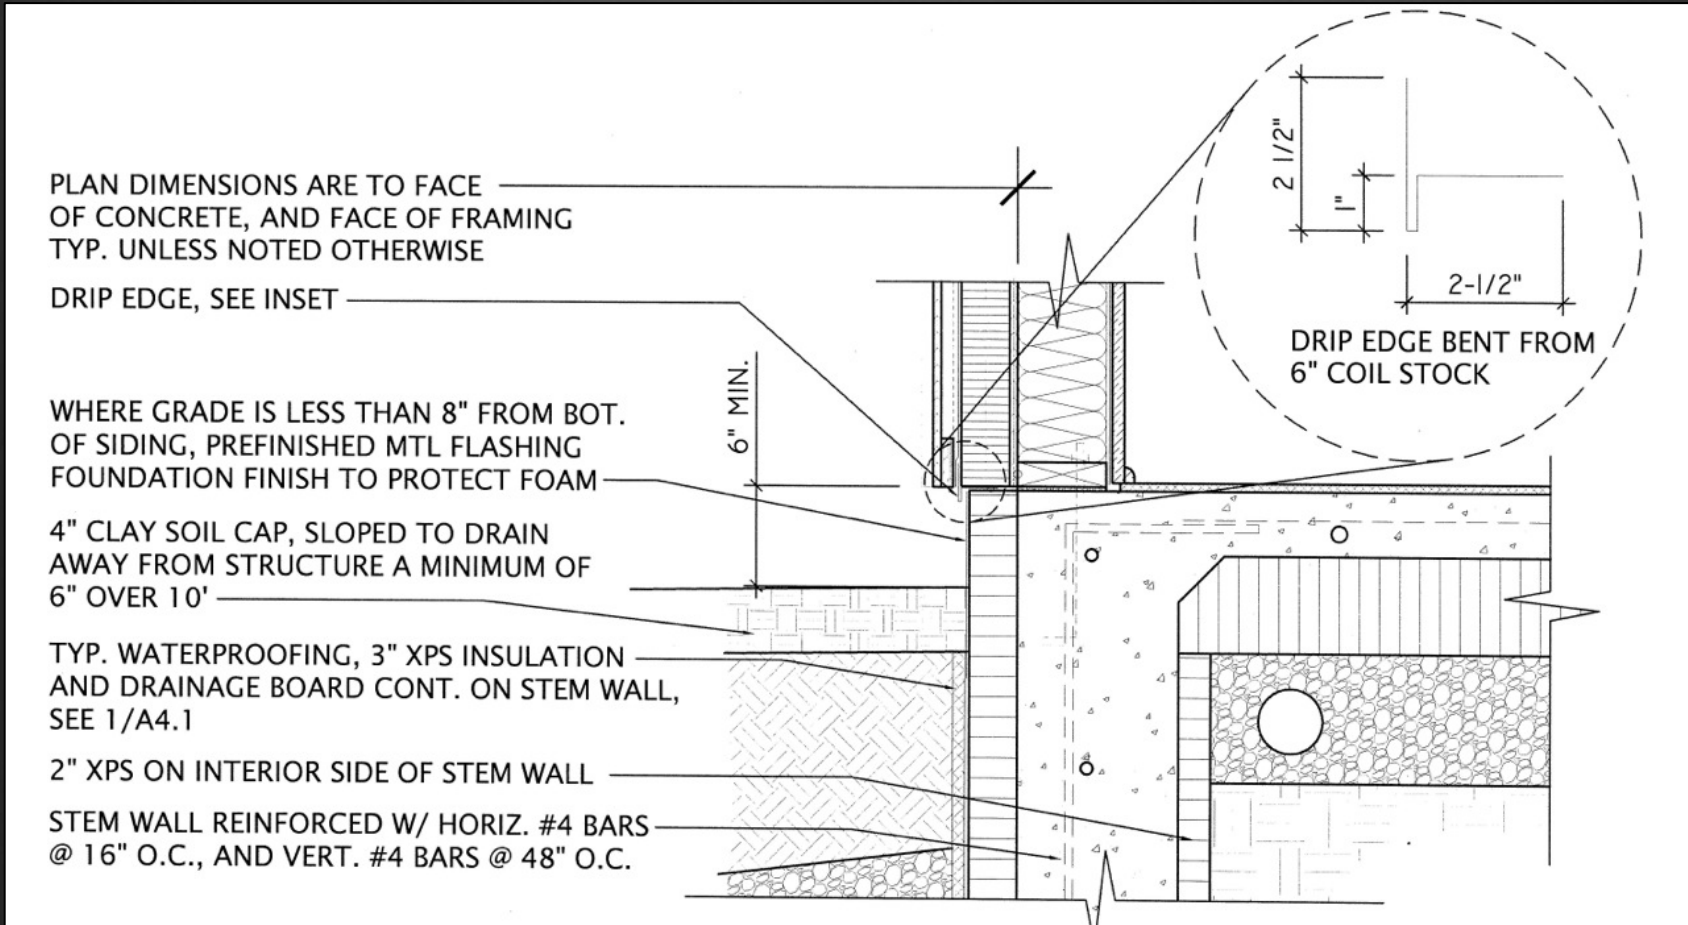 PLAN DIMENSIONS ARE TO FACE
OF CONCRETE, AND FACE OF FRAMING
TYP. UNLESS NOTED OTHERWISE
DRIP EDGE, SEE INSET
WHERE GRADE IS LESS THAN 8" FROM BOT.
OF SIDING, PREFINISHED MTL FLASHING
FOUNDATION FINISH TO PROTECT FOAM
4" CLAY SOIL CAP, SLOPED TO DRAIN
AWAY FROM STRUCTURE A MINIMUM OF
6" OVER 10'
TYP. WATERPROOFING, 3" XPS INSULATION
AND DRAINAGE BOARD CONT. ON STEM WALL,
SEE 1/A4.1
2" XPS ON INTERIOR SIDE OF STEM WALL
STEM WALL REINFORCED W/ HORIZ. #4 BARS
@ 16" O.C., AND VERT. #4 BARS @ 48" O.C.
6" MIN.
2 1/2"
1"
2-1/2"
DRIP EDGE BENT FROM
6" COIL STOCK